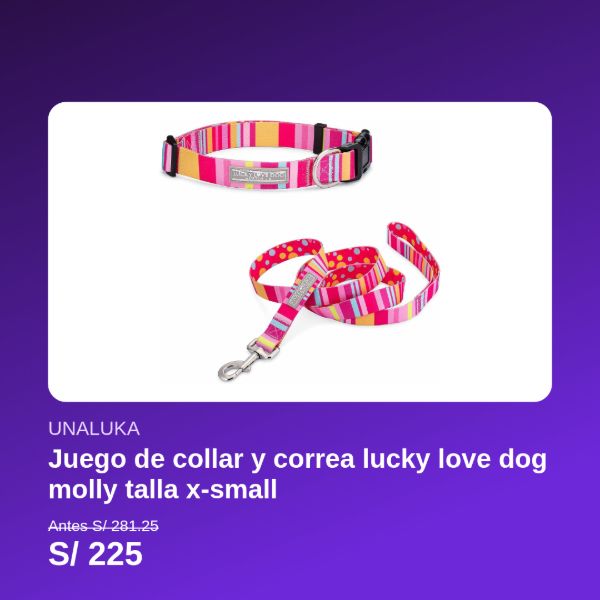 UNALUKA
Juego de collar y correa lucky love dog
molly talla x-small
Antes S/ 281.25
S/ 225